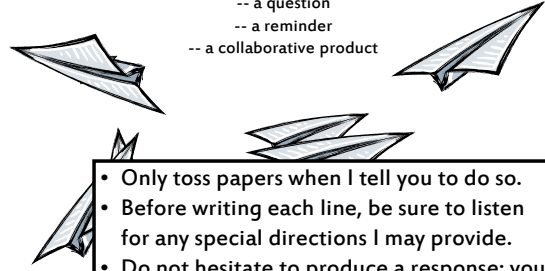 -- a question
-- a reminder
-- a collaborative product
• Only toss papers when I tell you to do so.
• Before writing each line, be sure to listen
for any special directions I may provide.
• Do not hesitate to produce a response; you